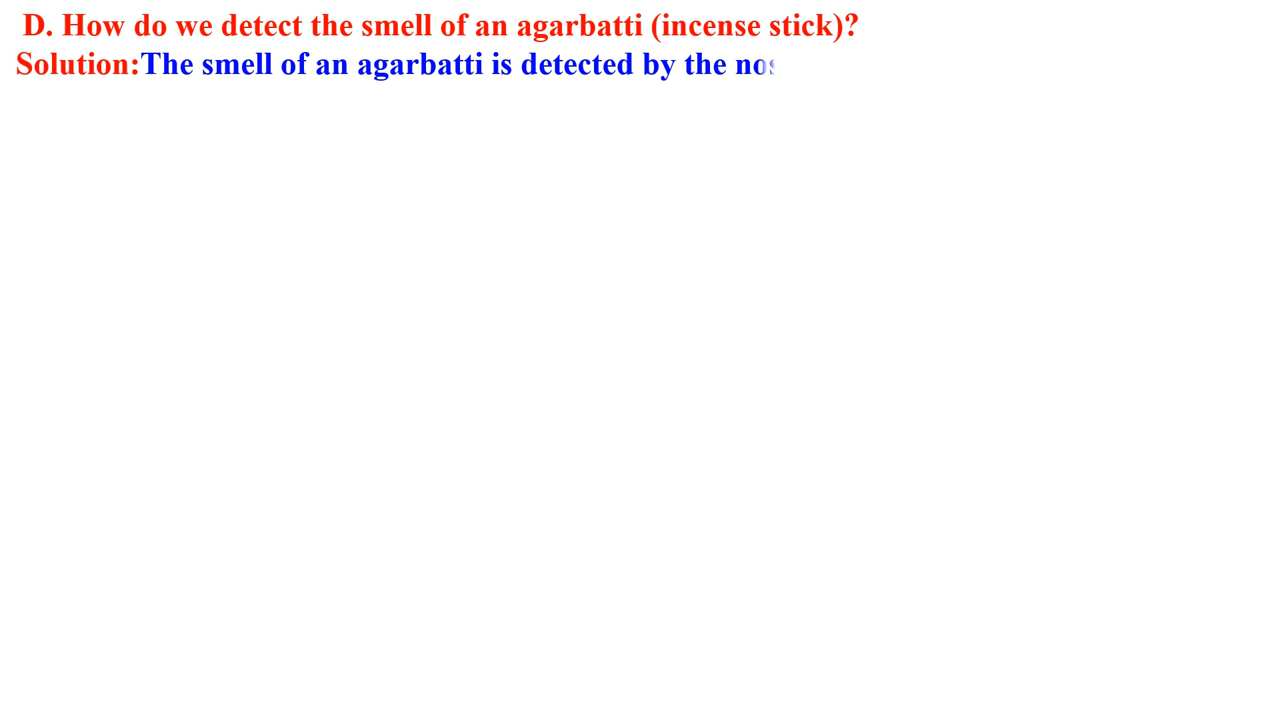 D. How do we detect the smell of an agarbatti (incense stick)?
Solution:The smell of an agarbatti is detected by the nos